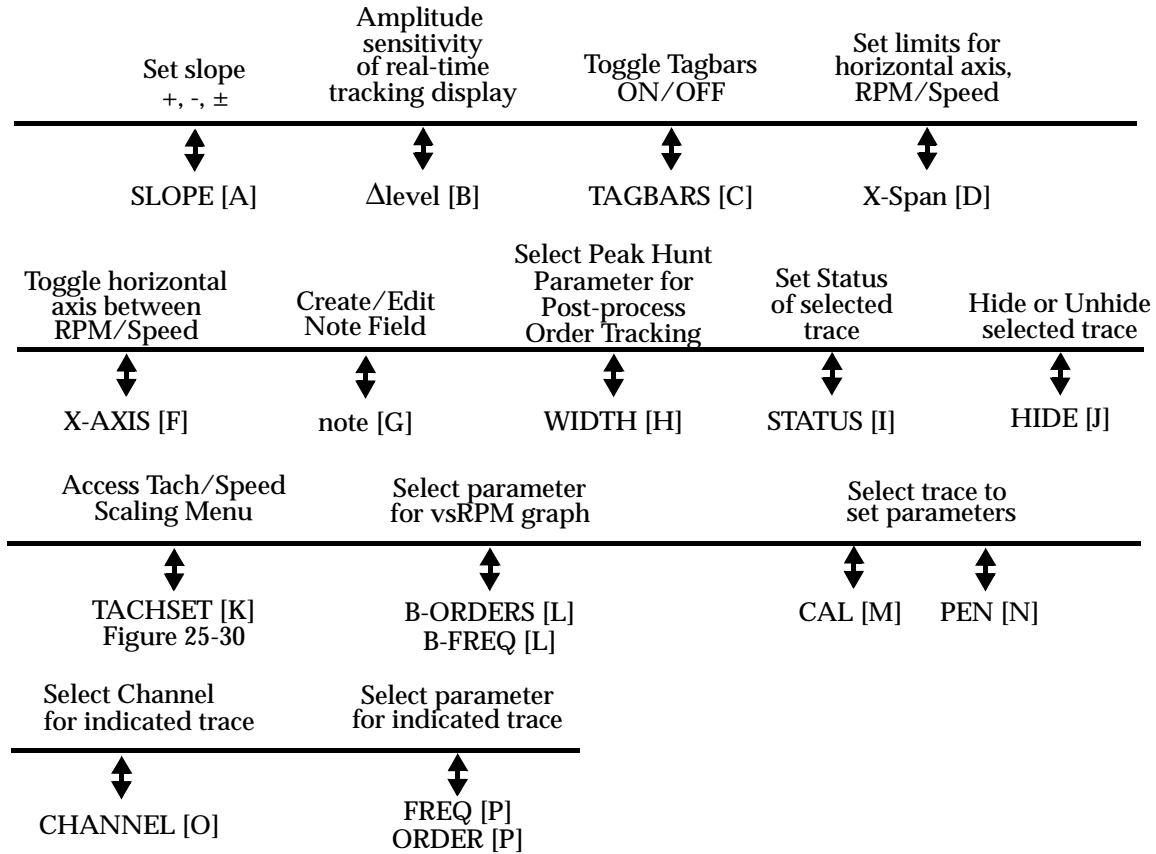 Set slope
+, -, ±
Amplitude
sensitivity
of real-time
tracking display
Toggle Tagbars
ON/OFF
Set limits for
horizontal axis,
RPM/Speed
SLOPE [A]
Δlevel [B]
TAGBARS [C]
X-Span [D]
Toggle horizontal
axis between
RPM/Speed
Create/Edit
Note Field
Select Peak Hunt
Parameter for
Post-process
Order Tracking
Set Status
of selected
trace
Hide or Unhide
selected trace
X-AXIS [F]
note [G]
WIDTH [H]
STATUS [I]
HIDE [J]
Access Tach/Speed
Scaling Menu
Select parameter
for vsRPM graph
Select trace to
set parameters
TACHSET [K]
Figure 25-30
B-ORDERS [L]
B-FREQ [L]
CAL [M]
PEN [N]
Select Channel
for indicated trace
Select parameter
for indicated trace
CHANNEL [O]
FREQ [P]
ORDER [P]